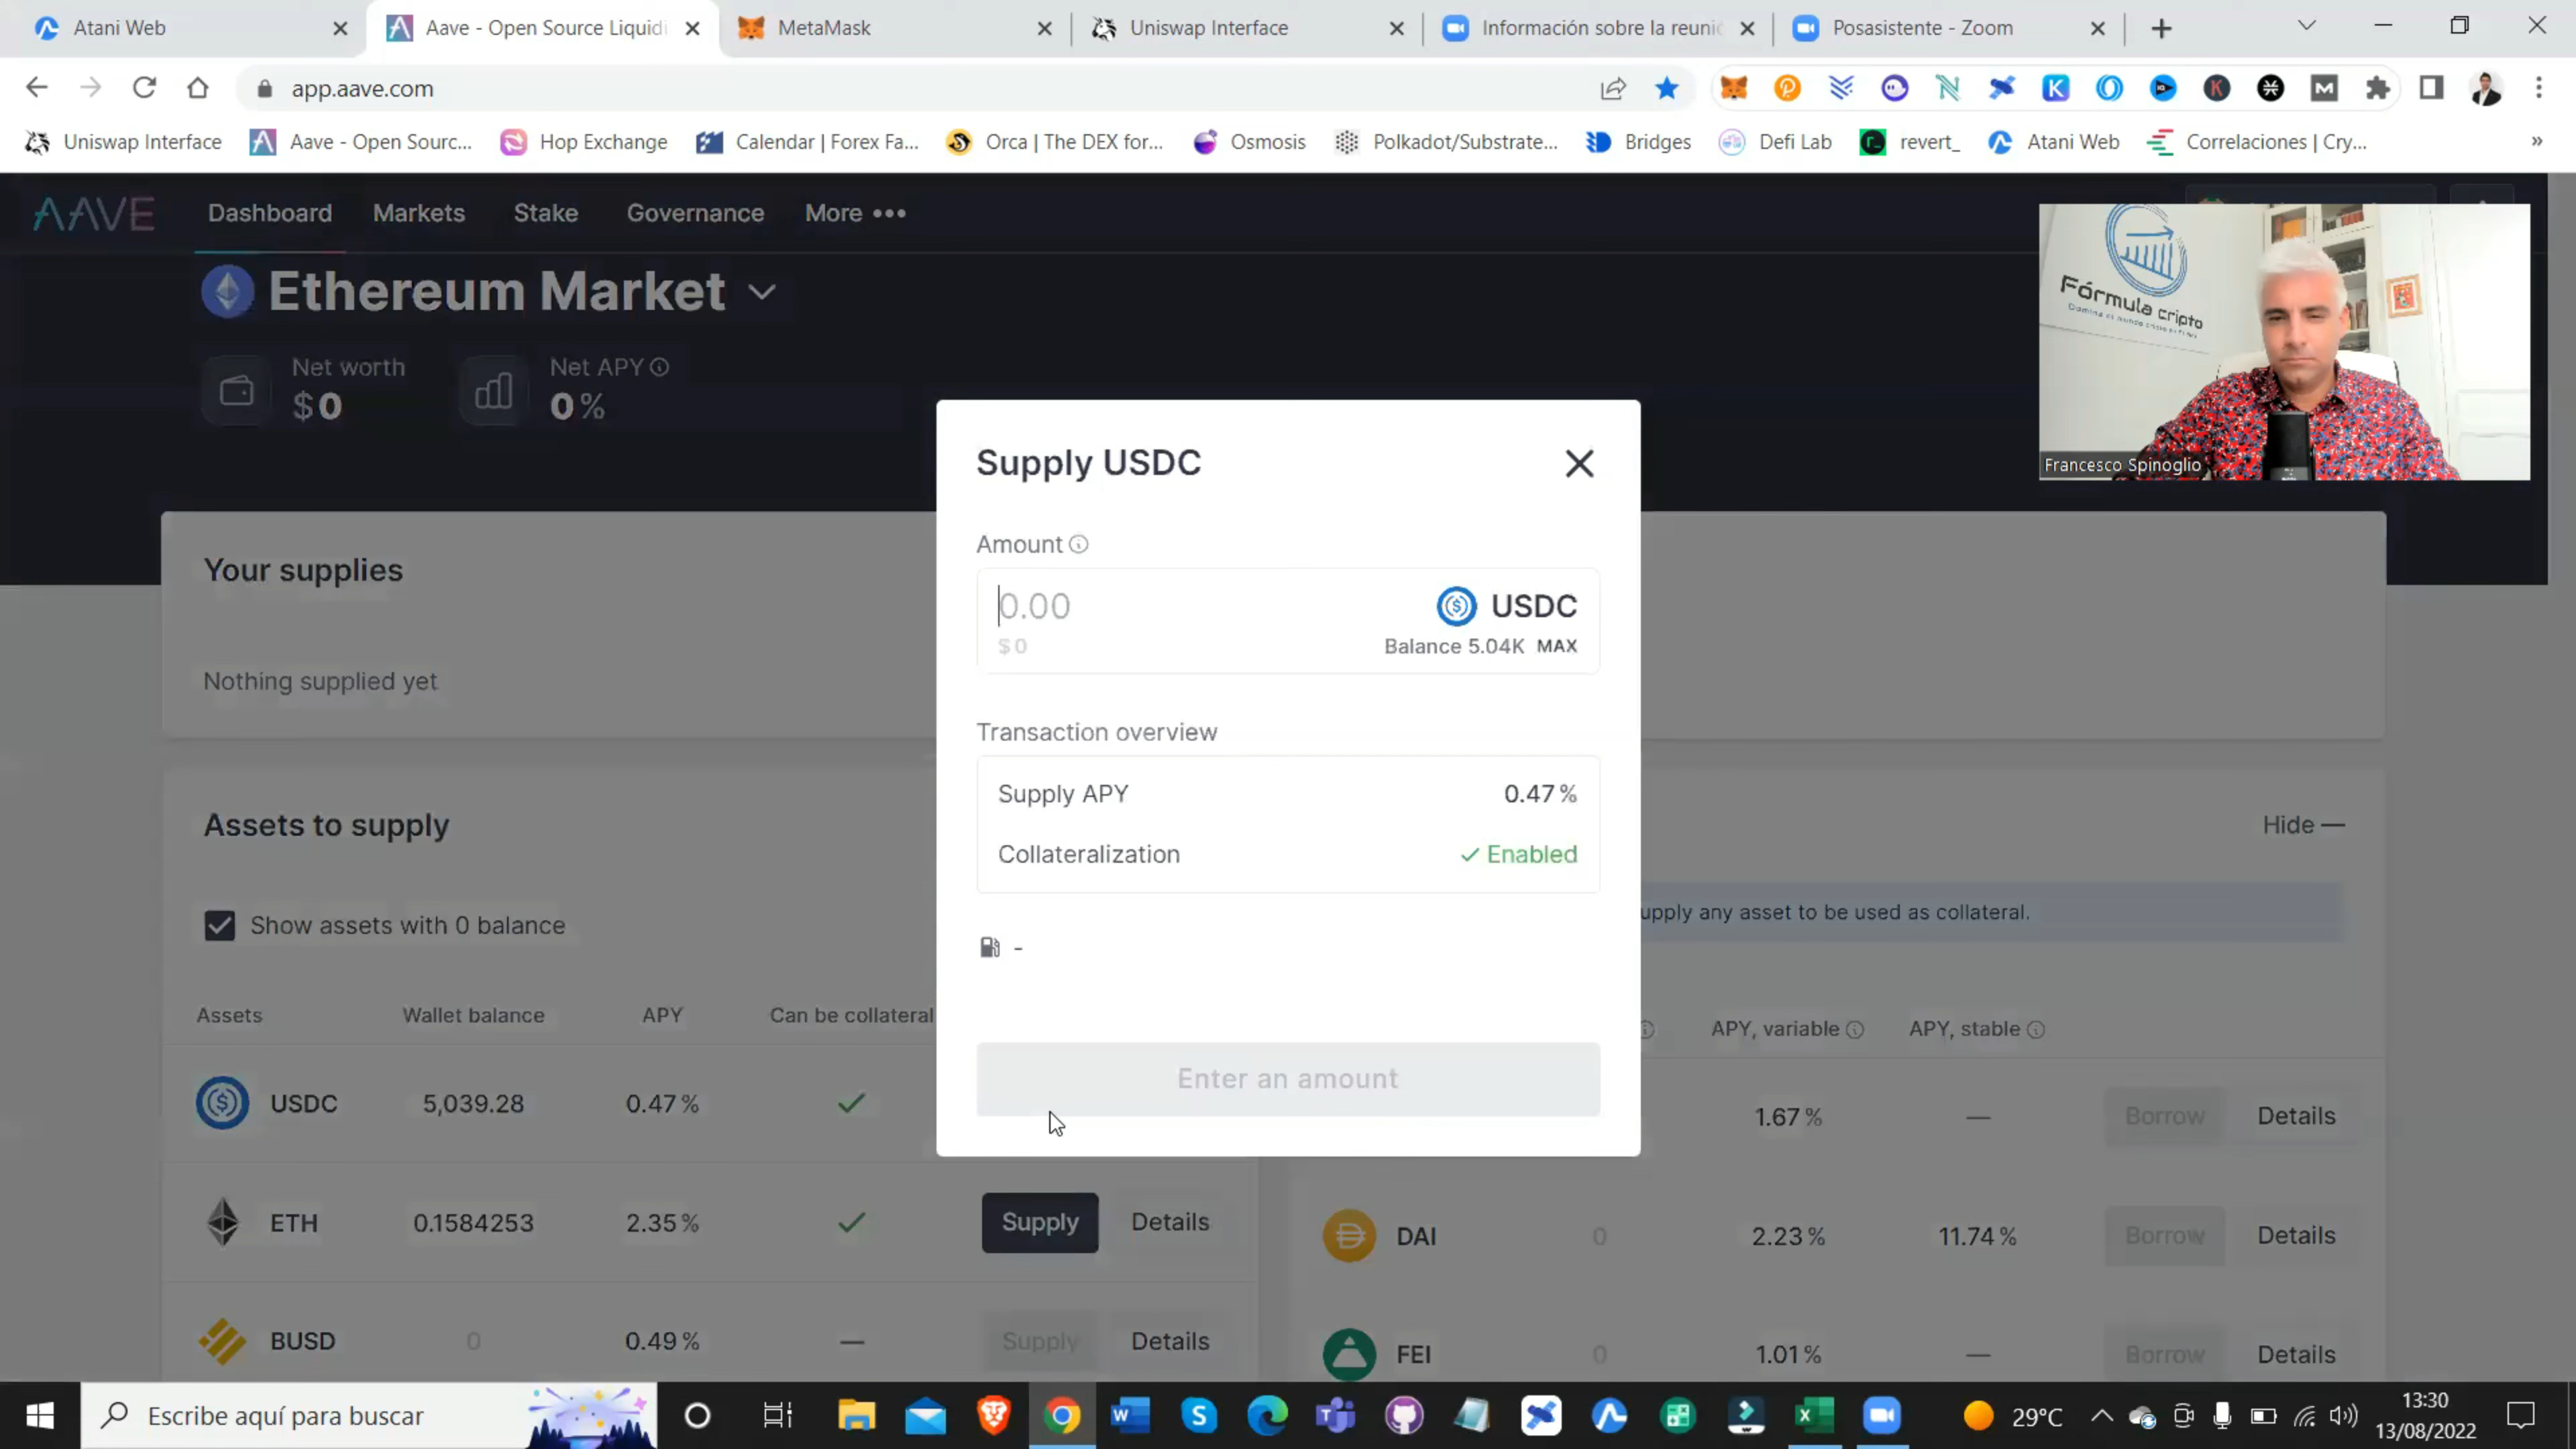 Atani Web
Aave - Open Source Liquidi
MetaMask
Uniswap Interface
Información sobre la reuni
Posasistente - Zoom
app.aave.com
Uniswap Interface
Aave - Open Sourc...
Hop Exchange
Calendar | Forex Fa...
Orca | The DEX for...
Osmosis
Polkadot/Substrate...
Bridges
Defi Lab
revert_
Atani Web
Correlaciones | Cry...
»
AAVE
Dashboard
Markets
Stake
Governance
More •••
Ethereum Market
Net worth
$0
Net APY
0%
Fórmula cripto
Francesco Spinoglio
Your supplies
Nothing supplied yet
Supply USDC
Amount
0.00
USDC
$0
Balance 5.04K MAX
Transaction overview
Supply APY 0.47%
Collateralization ✓ Enabled
-
Enter an amount
Assets to supply
Show assets with 0 balance
Assets Wallet balance APY Can be collateral
USDC 5,039.28 0.47% ✓
ETH 0.1584253 2.35% ✓ Supply Details
BUSD 0 0.49% — Supply Details
Hide —
upply any asset to be used as collateral.
APY, variable APY, stable
1.67% — Borrow Details
DAI 0 2.23% 11.74% Borrow Details
FEI 0 1.01% — Borrow Details
Escribe aquí para buscar
29°C
13:30
13/08/2022